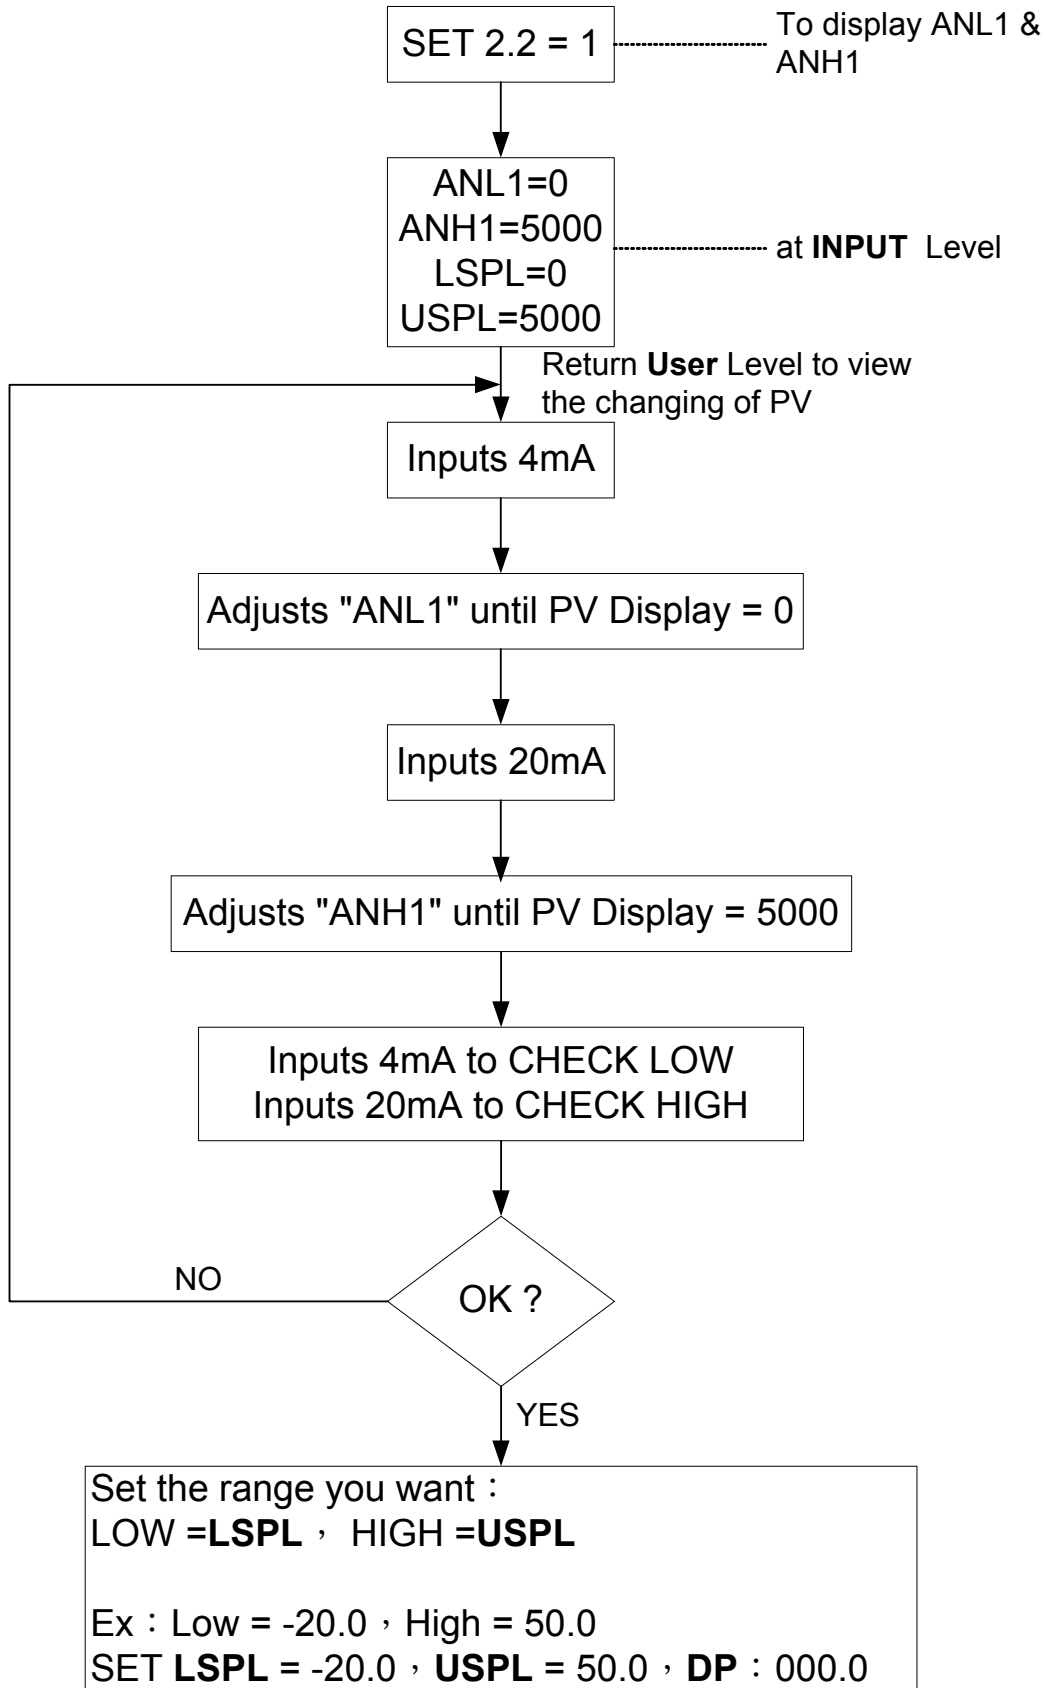 SET 2.2 = 1
To display ANL1 &
ANH1
ANL1=0
ANH1=5000
LSPL=0
USPL=5000
at INPUT Level
Return User Level to view
the changing of PV
Inputs 4mA
Adjusts "ANL1" until PV Display = 0
Inputs 20mA
Adjusts "ANH1" until PV Display = 5000
Inputs 4mA to CHECK LOW
Inputs 20mA to CHECK HIGH
NO
OK ?
YES
Set the range you want：
LOW =LSPL， HIGH =USPL
Ex：Low = -20.0，High = 50.0
SET LSPL = -20.0，USPL = 50.0，DP：000.0